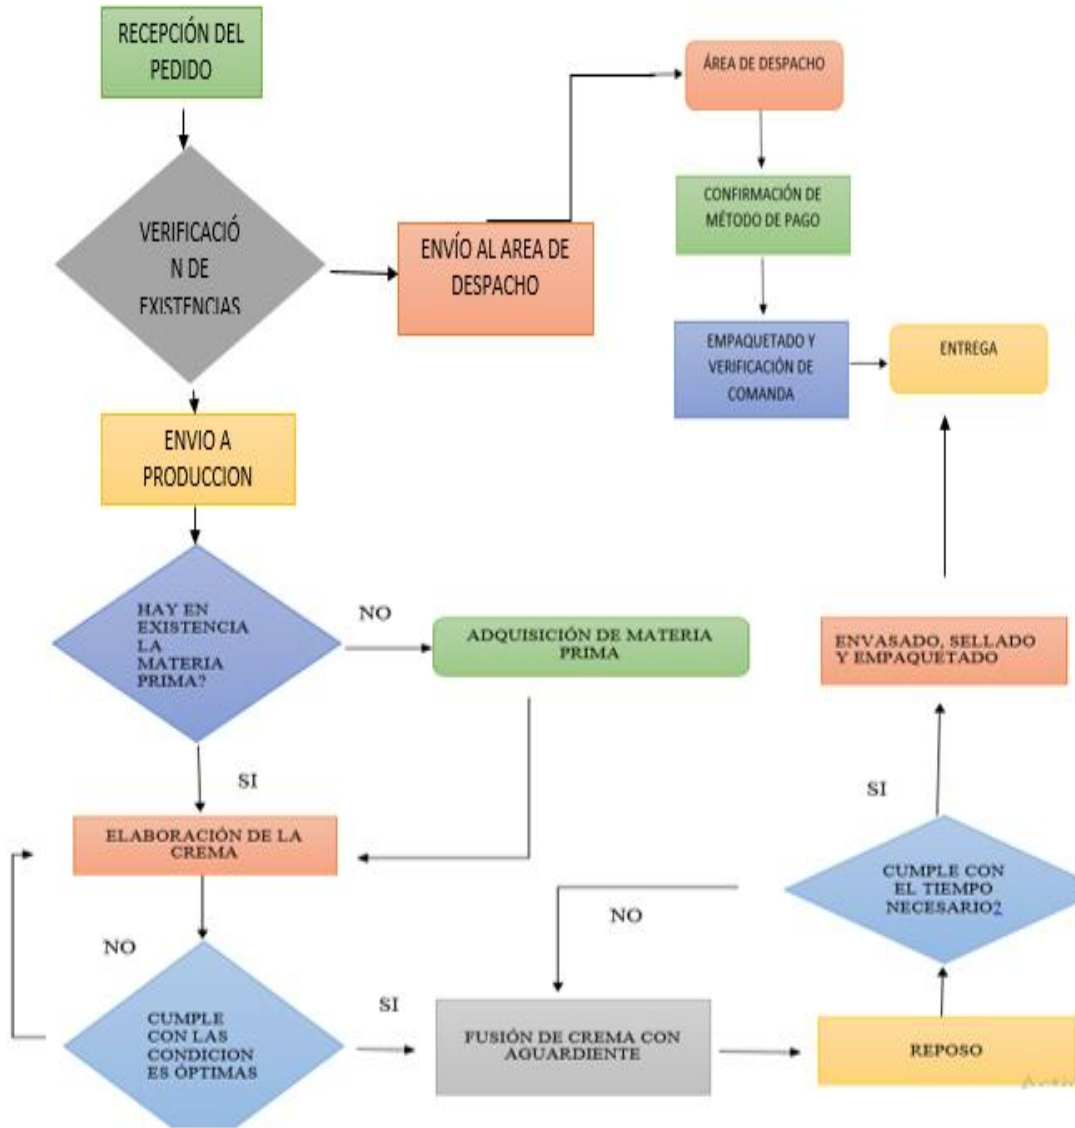 RECEPCIÓN DEL
PEDIDO
ÁREA DE DESPACHO
CONFIRMACIÓN DE
MÉTODO DE PAGO
VERIFICACIÓ
N DE
EXISTENCIAS
ENVÍO AL AREA DE
DESPACHO
EMPAQUETADO Y
VERIFICACIÓN DE
COMANDA
ENTREGA
ENVIO A
PRODUCCION
HAY EN
EXISTENCIA
LA
MATERIA
PRIMA?
NO
ADQUISICIÓN DE MATERIA
PRIMA
ENVASADO, SELLADO
Y EMPAQUETADO
SI
SI
ELABORACIÓN DE LA
CREMA
CUMPLE CON
EL TIEMPO
NECESARIO?
NO
NO
SI
CUMPLE
CON LAS
CONDICION
ES ÓPTIMAS
FUSIÓN DE CREMA CON
AGUARDIENTE
REPOSO